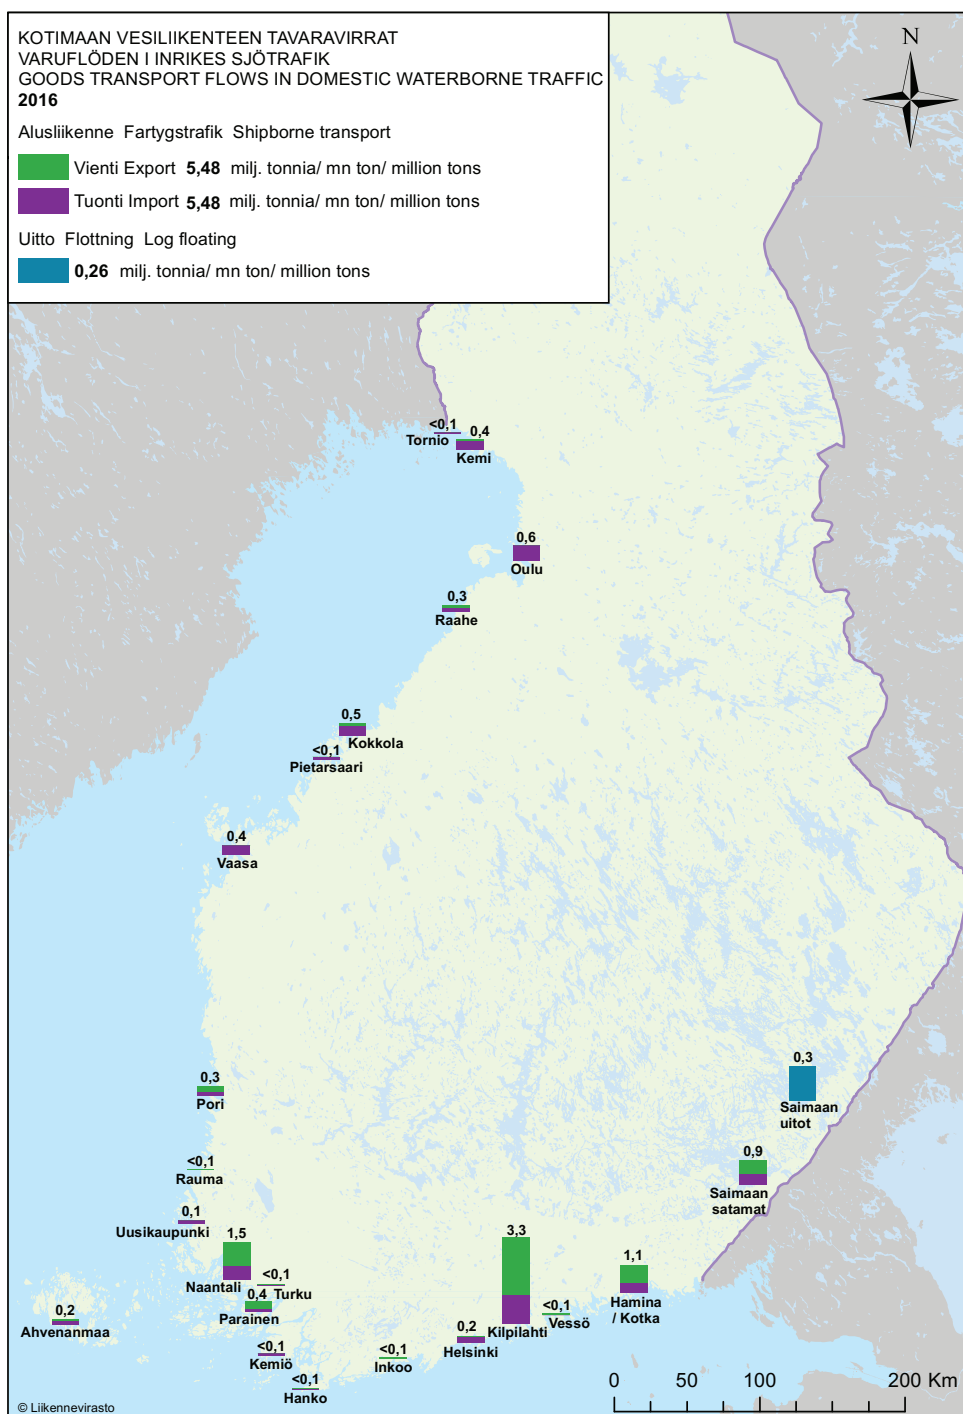 KOTIMAAN VESILIIKENTEEN TAVARAVIRRAT
VARUFLÖDEN I INRIKES SJÖTRAFIK
GOODS TRANSPORT FLOWS IN DOMESTIC WATERBORNE TRAFFIC
2016
Alusliikenne Fartygstrafik Shipborne transport
Vienti Export 5,48 milj. tonnia/ mn ton/ million tons
Tuonti Import 5,48 milj. tonnia/ mn ton/ million tons
Uitto Flottning Log floating
0,26 milj. tonnia/ mn ton/ million tons
N
<0,1
Tornio
0,4
Kemi
0,6
Oulu
0,3
Raahe
0,5
Kokkola
<0,1
Pietarsaari
0,4
Vaasa
0,3
Pori
0,3
Saimaan
uitot
<0,1
Rauma
0,9
Saimaan
satamat
0,1
Uusikaupunki
1,5
Naantali
<0,1
Turku
0,4
Parainen
0,2
Ahvenanmaa
<0,1
Kemiö
<0,1
Hanko
<0,1
Inkoo
0,2
Helsinki
3,3
Kilpilahti
<0,1
Vessö
1,1
Hamina
/ Kotka
0 50 100 200 Km
© Liikennevirasto